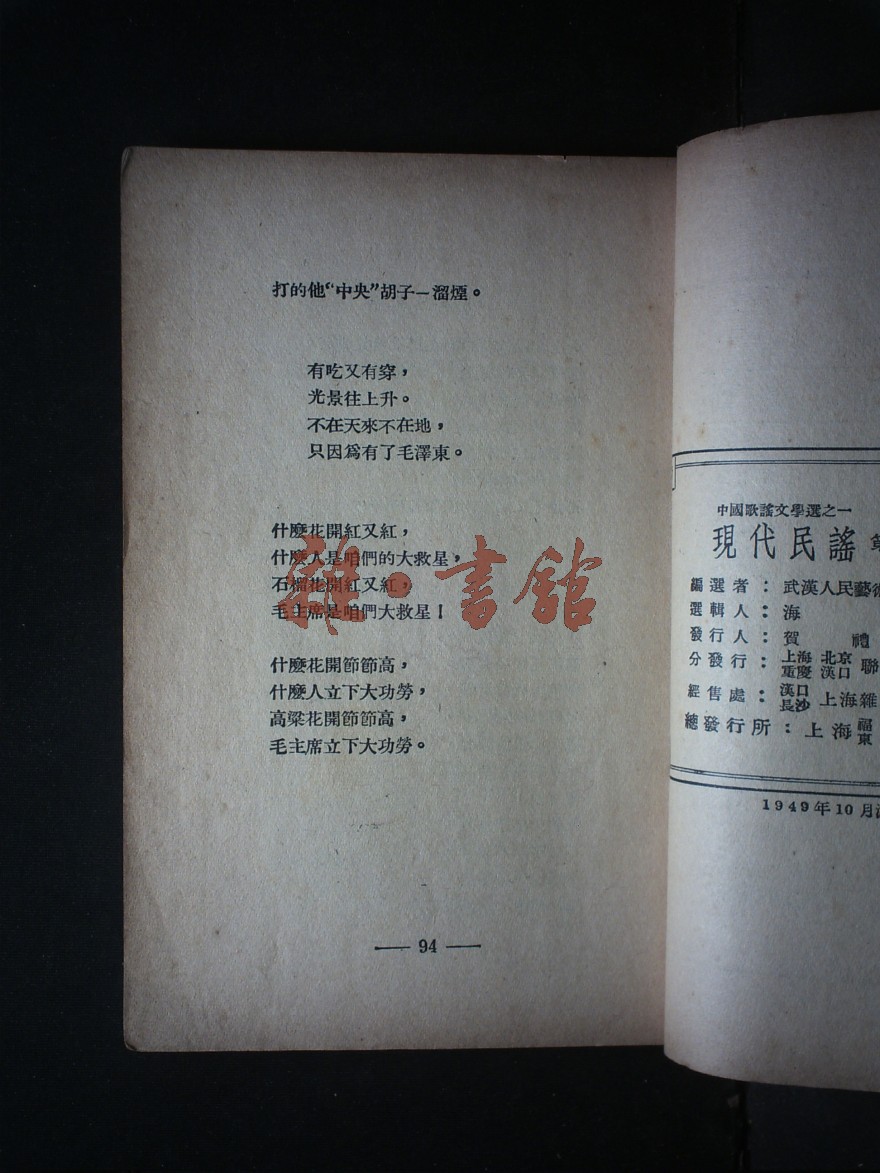 打的他“中央”胡子一溜煙。
有吃又有穿，
光景往上升。
不在天來不在地，
只因爲有了毛澤東。
什麼花開紅又紅，
什麼人是咱們的大救星，
石榴花開紅又紅，
毛主席是咱們大救星！
什麼花開節節高，
什麼人立下大功勞，
高粱花開節節高，
毛主席立下大功勞。
— 94 —
雜·書館
中國歌謠文學選之一
現代民謠
編選者：武漢人民藝術
選輯人：海
發行人：賀 禮
分發行：上海 北京 重慶 漢口 聯
經售處：漢口 長沙 上海雜
總發行所：上海 福 東
1949年10月